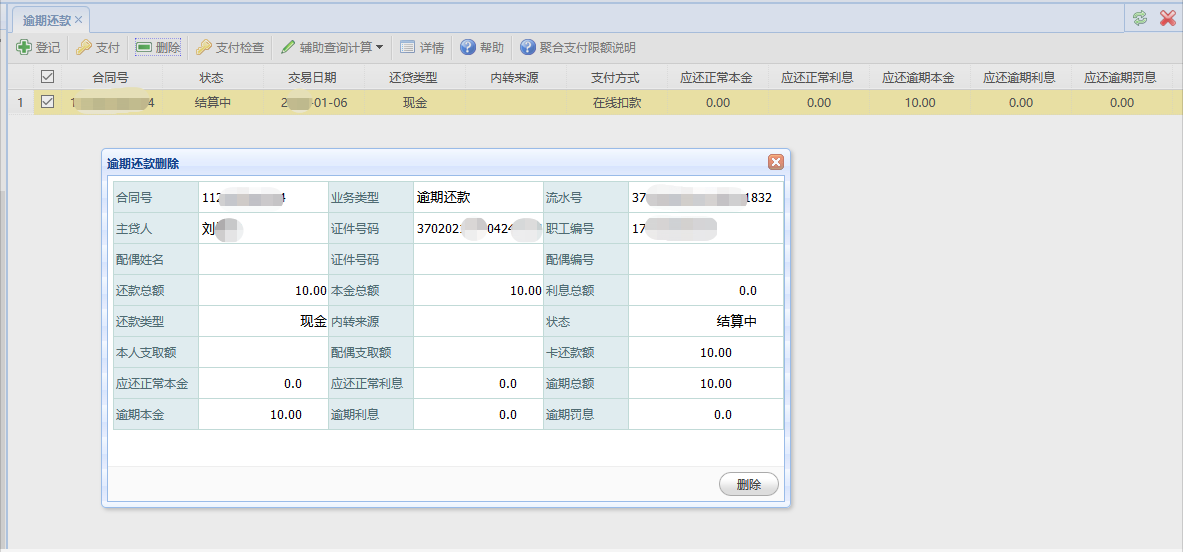 逾期还款
登记 支付 删除 支付检查 辅助查询计算 详情 帮助 聚合支付限额说明
合同号 状态 交易日期 还贷类型 内转来源 支付方式 应还正常本金 应还正常利息 应还逾期本金 应还逾期利息 应还逾期罚息
1 1 4 结算中 2 -01-06 现金 在线扣款 0.00 0.00 10.00 0.00 0.00
逾期还款删除
合同号 112 4 业务类型 逾期还款 流水号 37 1832
主贷人 刘 证件号码 370202 0424 职工编号 17
配偶姓名 证件号码 配偶编号
还款总额 10.00 本金总额 10.00 利息总额 0.0
还款类型 现金 内转来源 状态 结算中
本人支取额 配偶支取额 卡还款额 10.00
应还正常本金 0.0 应还正常利息 0.0 逾期总额 10.00
逾期本金 10.00 逾期利息 0.0 逾期罚息 0.0
删除